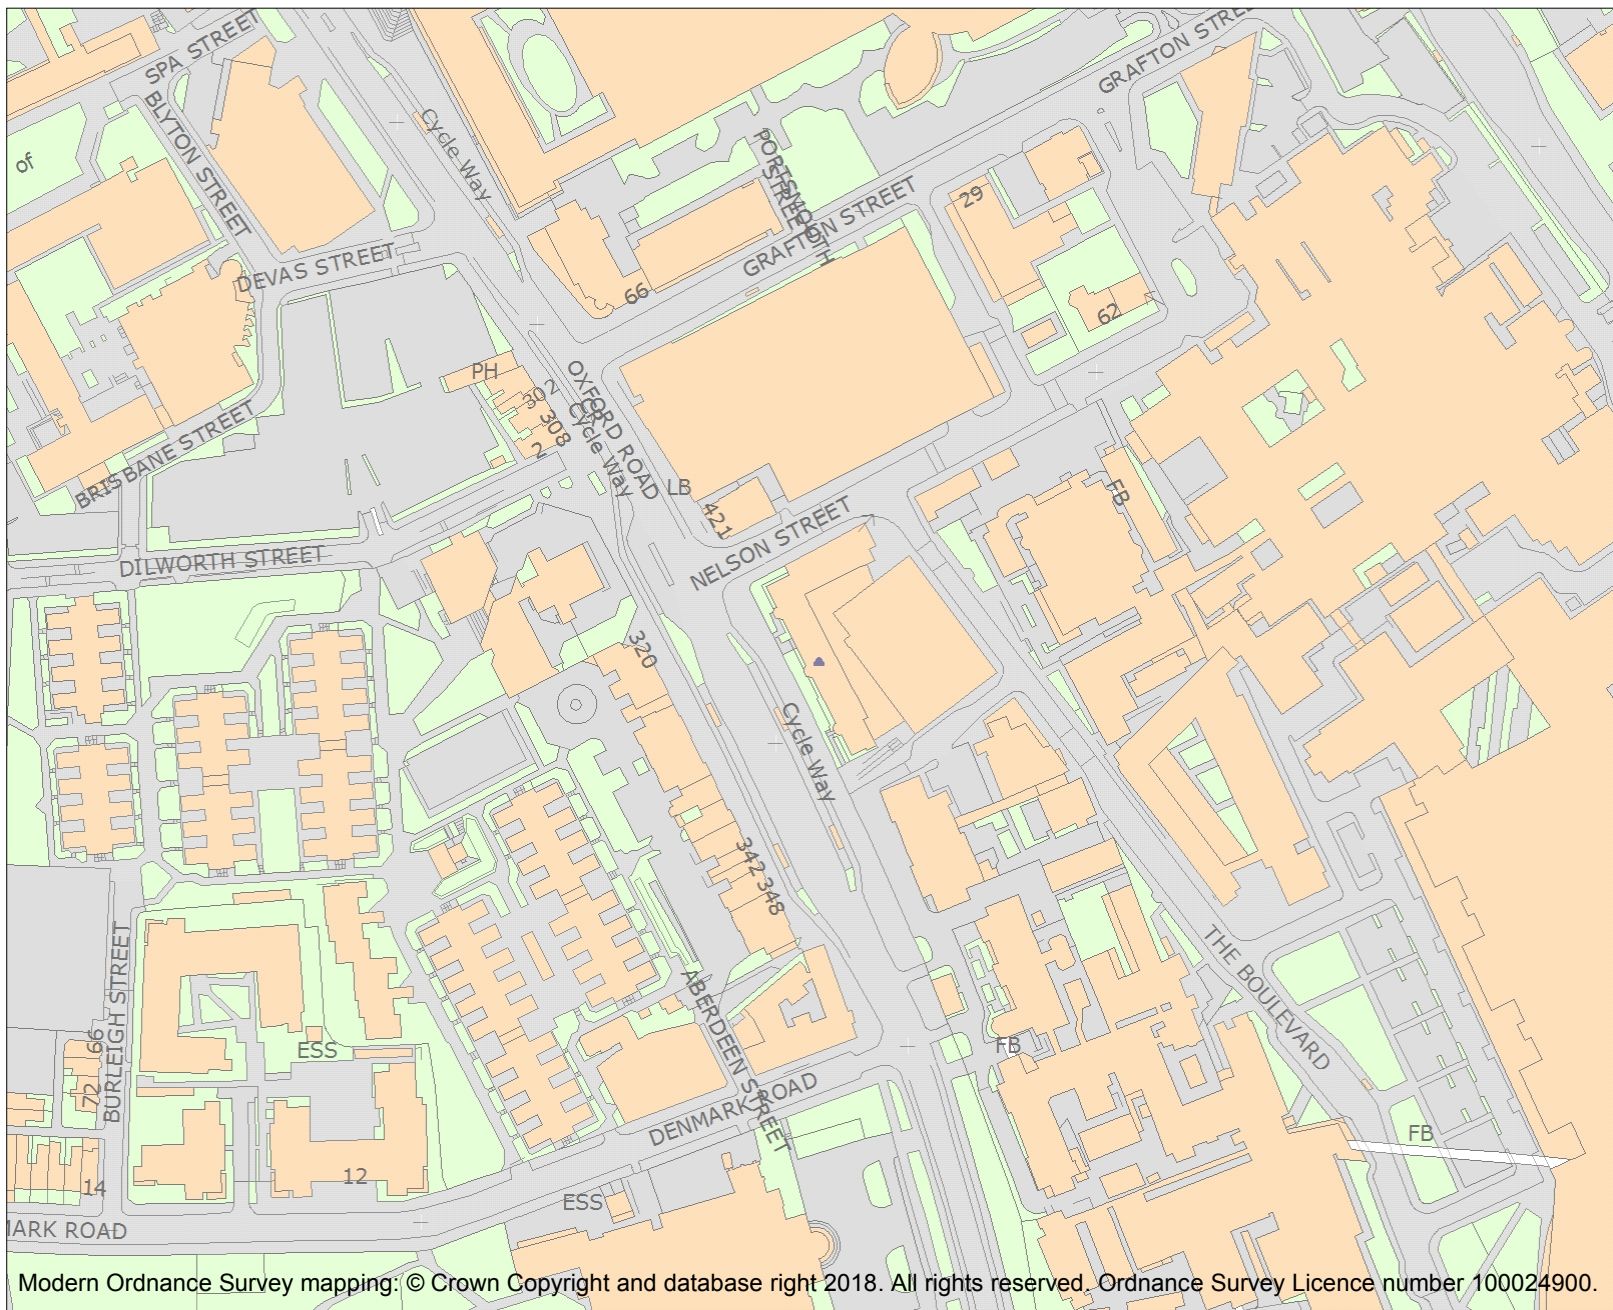 SPA STREET
GRAFTON STREET
BLYTON STREET
Cycle Way
of
PORTSMOUTH
STREET
29
GRAFTON STREET
DEVAS STREET
66
62
PH
302
OXFORD ROAD
Cycle Way
308
2
BRISBANE STREET
LB
421
FB
NELSON STREET
DILWORTH STREET
320
Cycle Way
342
348
THE BOULEVARD
BURLEIGH STREET
ABERDEEN STREET
66
ESS
FB
72
DENMARK ROAD
FB
12
14
ESS
MARK ROAD
Modern Ordnance Survey mapping: © Crown Copyright and database right 2018. All rights reserved. Ordnance Survey Licence number 100024900.